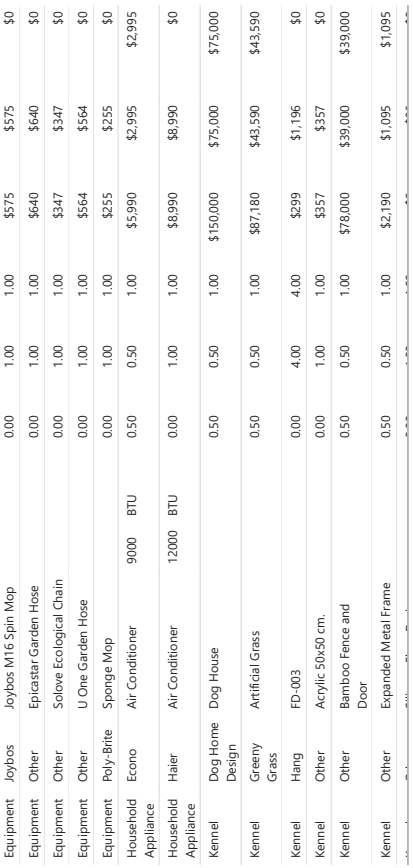 Equipment Joybos Joybos M16 Spin Mop 0.00 1.00 1.00 $575 $575 $0
Equipment Other Epicastar Garden Hose 0.00 1.00 1.00 $640 $640 $0
Equipment Other Solove Ecological Chain 0.00 1.00 1.00 $347 $347 $0
Equipment Other U One Garden Hose 0.00 1.00 1.00 $564 $564 $0
Equipment Poly-Brite Sponge Mop 0.00 1.00 1.00 $255 $255 $0
Household Econo Air Conditioner 9000 BTU 0.50 0.50 1.00 $5,990 $2,995 $2,995
Appliance
Household Haier Air Conditioner 12000 BTU 0.00 1.00 1.00 $8,990 $8,990 $0
Appliance
Kennel Dog Home Dog House 0.50 0.50 1.00 $150,000 $75,000 $75,000
Design
Kennel Greeny Artificial Grass 0.50 0.50 1.00 $87,180 $43,590 $43,590
Grass
Kennel Hang FD-003 0.00 4.00 4.00 $299 $1,196 $0
Kennel Other Acrylic 50x50 cm. 0.00 1.00 1.00 $357 $357 $0
Kennel Other Bamboo Fence and 0.50 0.50 1.00 $78,000 $39,000 $39,000
Door
Kennel Other Expanded Metal Frame 0.50 0.50 1.00 $2,190 $1,095 $1,095